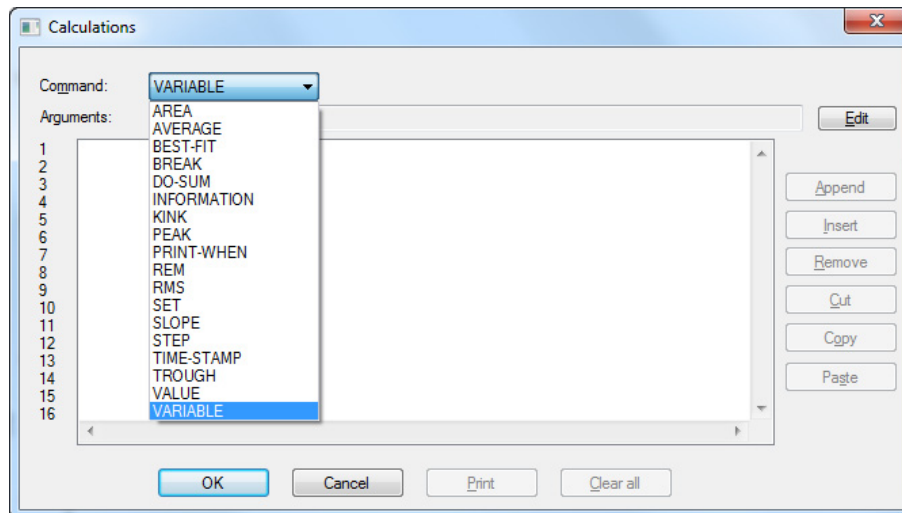 Calculations
Command: VARIABLE
Arguments: Edit
AREA
AVERAGE
BEST-FIT
BREAK
DO-SUM
INFORMATION
KINK
PEAK
PRINT-WHEN
REM
RMS
SET
SLOPE
STEP
TIME-STAMP
TROUGH
VALUE
VARIABLE
1
2
3
4
5
6
7
8
9
10
11
12
13
14
15
16
Append
Insert
Remove
Cut
Copy
Paste
OK Cancel Print Clear all